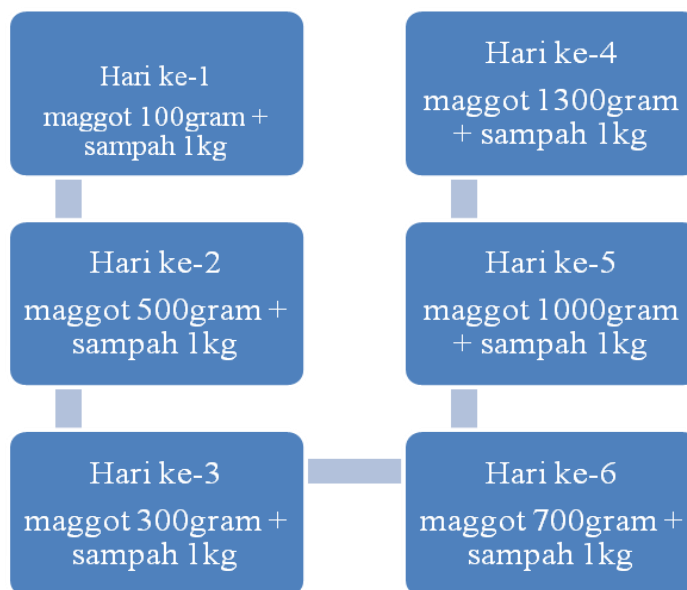 Hari ke-1
maggot 100gram +
sampah 1kg
Hari ke-2
maggot 500gram +
sampah 1kg
Hari ke-3
maggot 300gram +
sampah 1kg
Hari ke-4
maggot 1300gram
+ sampah 1kg
Hari ke-5
maggot 1000gram
+ sampah 1kg
Hari ke-6
maggot 700gram +
sampah 1kg